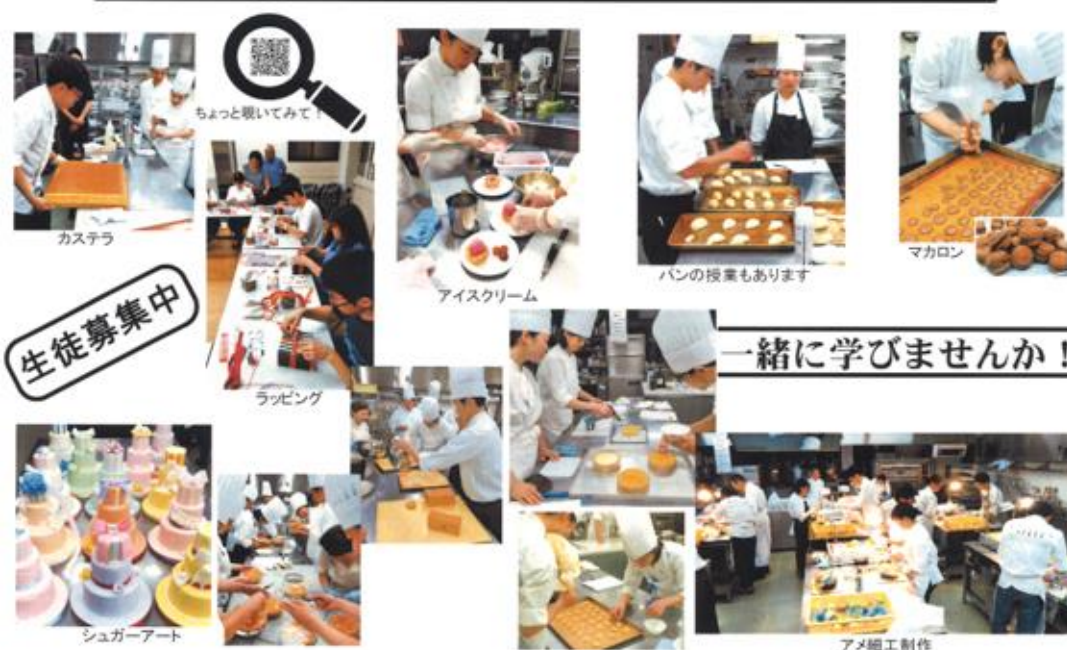 ちょっと覗いてみて！
カステラ
アイスクリーム
パンの授業もあります
マカロン
生徒募集中
ラッピング
一緒に学びませんか！
シュガーアート
アメ細工制作